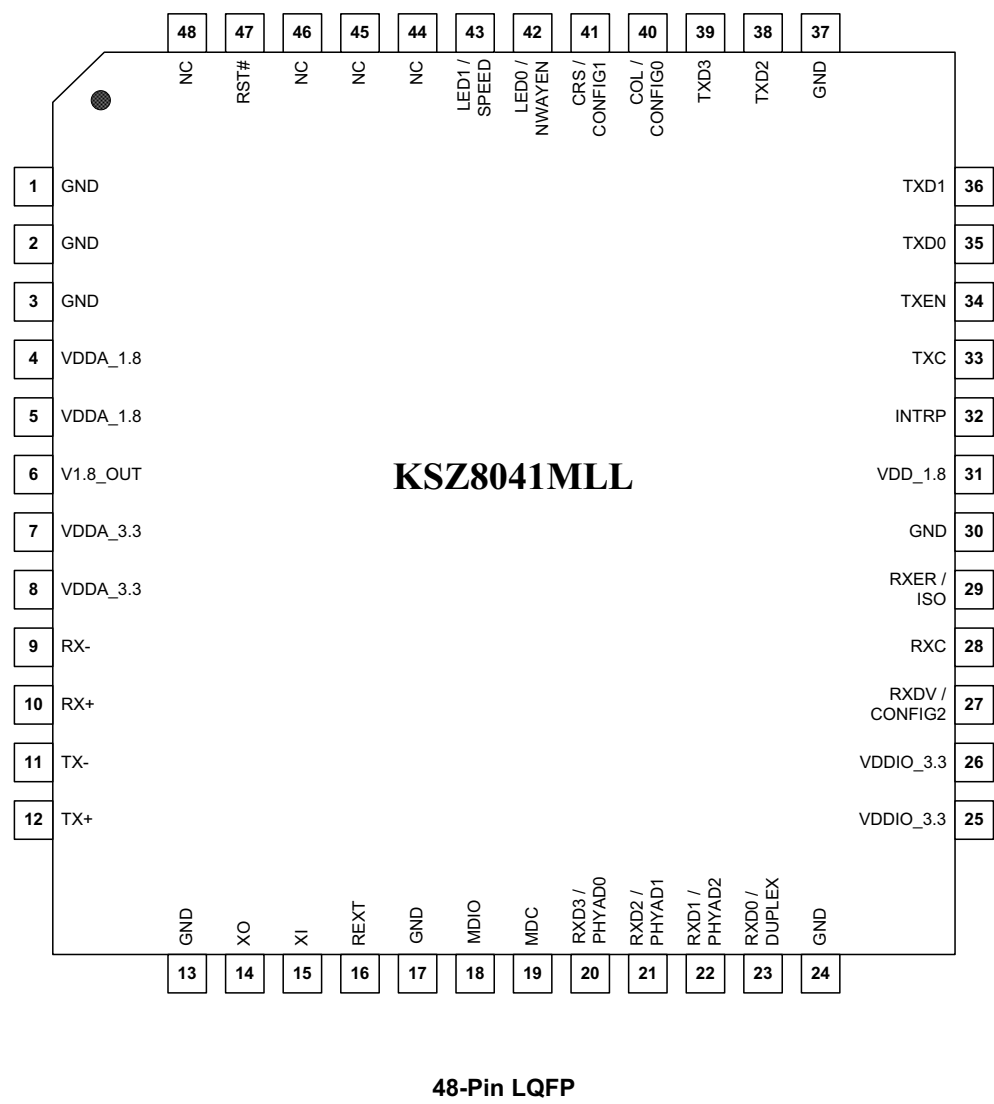 48 47 46 45 44 43 42 41 40 39 38 37
NC
RST#
NC
NC
NC
LED1 /
SPEED
LED0 /
NWAYEN
CRS /
CONFIG1
COL /
CONFIG0
TXD3
TXD2
GND
1 GND
2 GND
3 GND
4 VDDA_1.8
5 VDDA_1.8
6 V1.8_OUT
7 VDDA_3.3
8 VDDA_3.3
9 RX-
10 RX+
11 TX-
12 TX+
KSZ8041MLL
TXD1 36
TXD0 35
TXEN 34
TXC 33
INTRP 32
VDD_1.8 31
GND 30
RXER /
ISO 29
RXC 28
RXDV /
CONFIG2 27
VDDIO_3.3 26
VDDIO_3.3 25
GND
XO
XI
REXT
GND
MDIO
MDC
RXD3 /
PHYAD0
RXD2 /
PHYAD1
RXD1 /
PHYAD2
RXD0 /
DUPLEX
GND
13 14 15 16 17 18 19 20 21 22 23 24
48-Pin LQFP